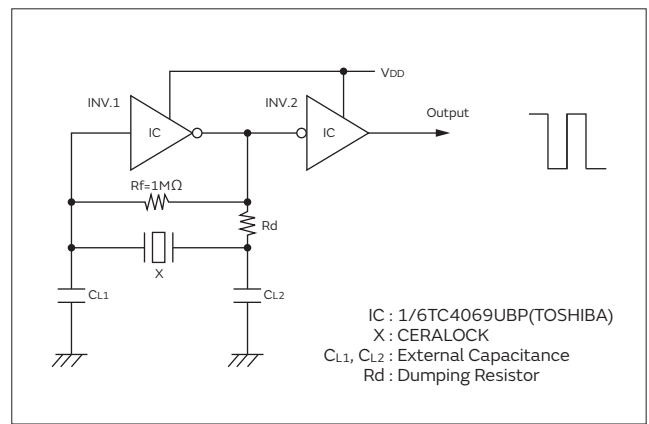 VDD
INV.1
INV.2
Output
IC
IC
Rf=1MΩ
Rd
X
CL1
CL2
IC : 1/6TC4069UBP(TOSHIBA)
X : CERALOCK
CL1, CL2 : External Capacitance
Rd : Dumping Resistor